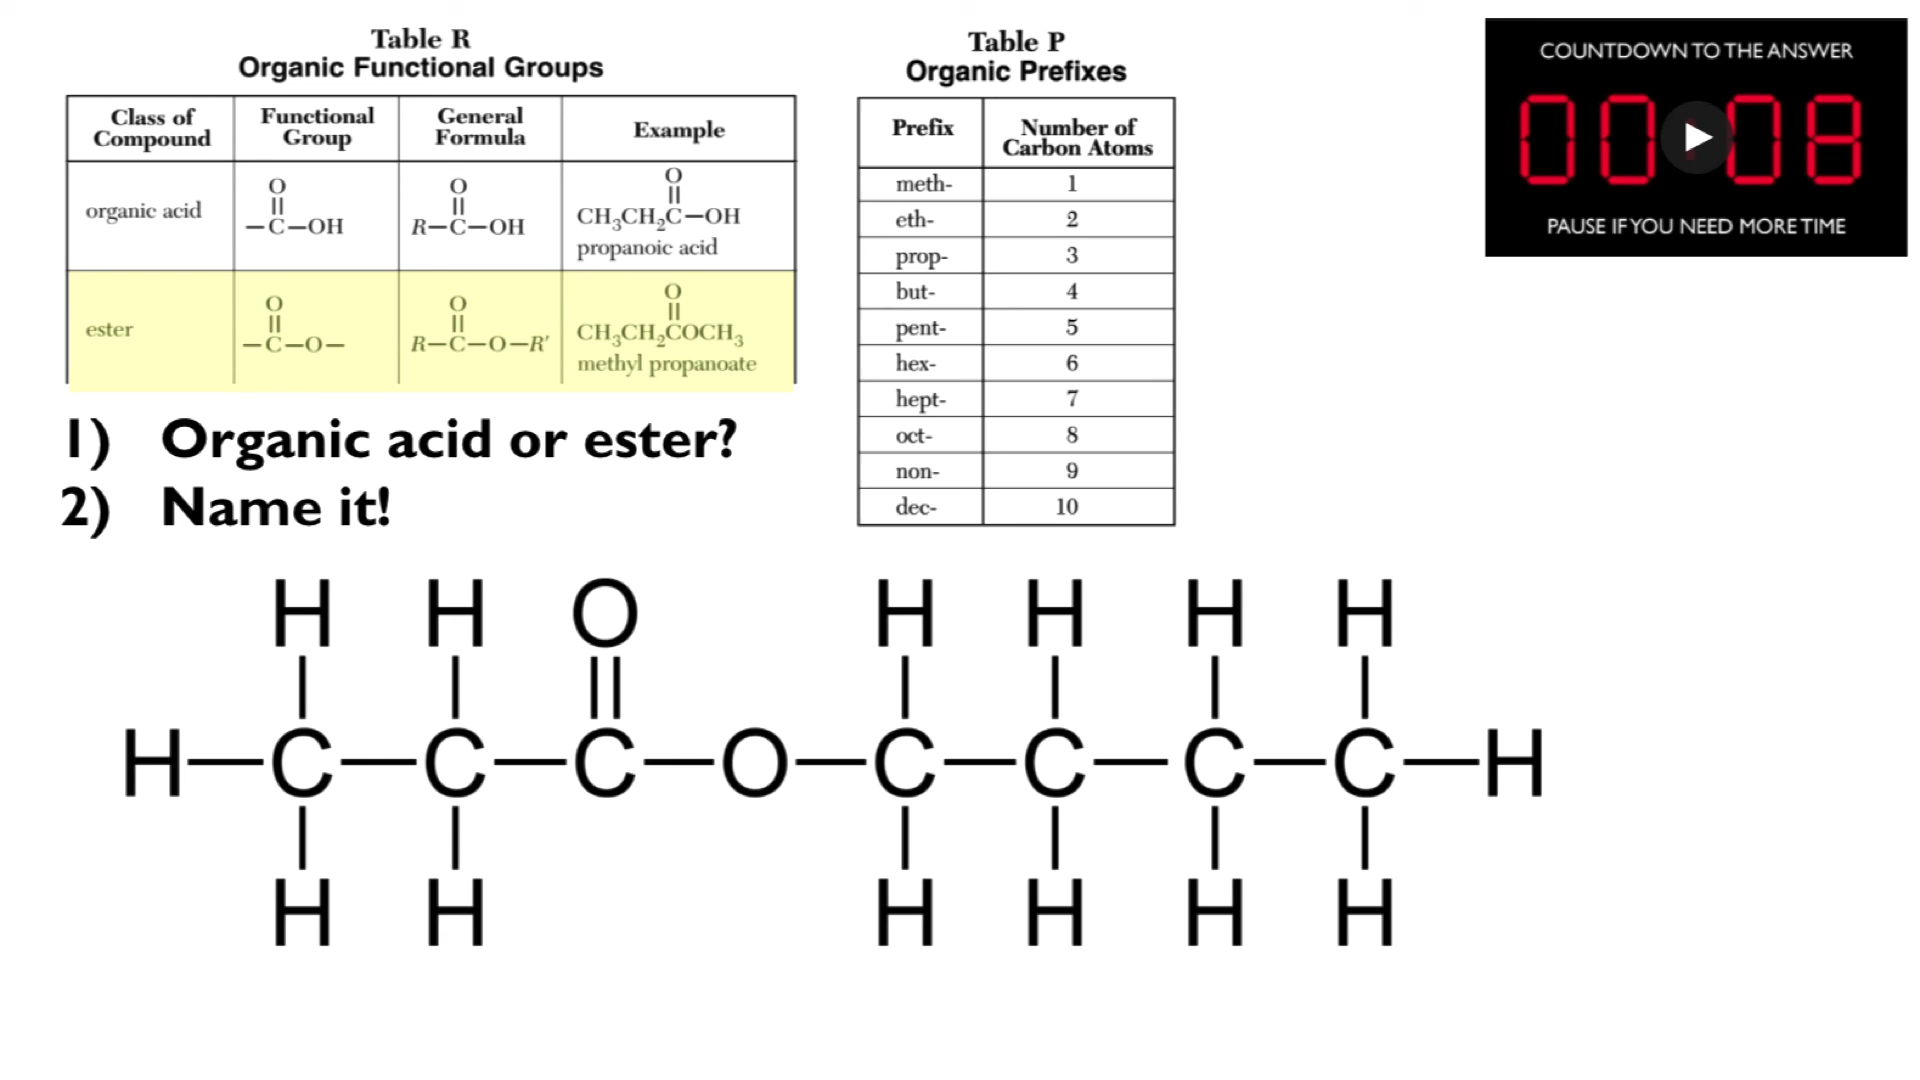 Table R
Organic Functional Groups
Class of Compound	Functional Group	General Formula	Example
organic acid	O || –C–OH	O || R–C–OH	O || CH₃CH₂C–OH propanoic acid
ester	O || –C–O–	O || R–C–O–R′	O || CH₃CH₂COCH₃ methyl propanoate
Table P
Organic Prefixes
Prefix	Number of Carbon Atoms
meth-	1
eth-	2
prop-	3
but-	4
pent-	5
hex-	6
hept-	7
oct-	8
non-	9
dec-	10
COUNTDOWN TO THE ANSWER
00:08
PAUSE IF YOU NEED MORE TIME
1) Organic acid or ester?
2) Name it!
H H O H H H H
H–C–C–C–O–C–C–C–C–H
H H H H H H